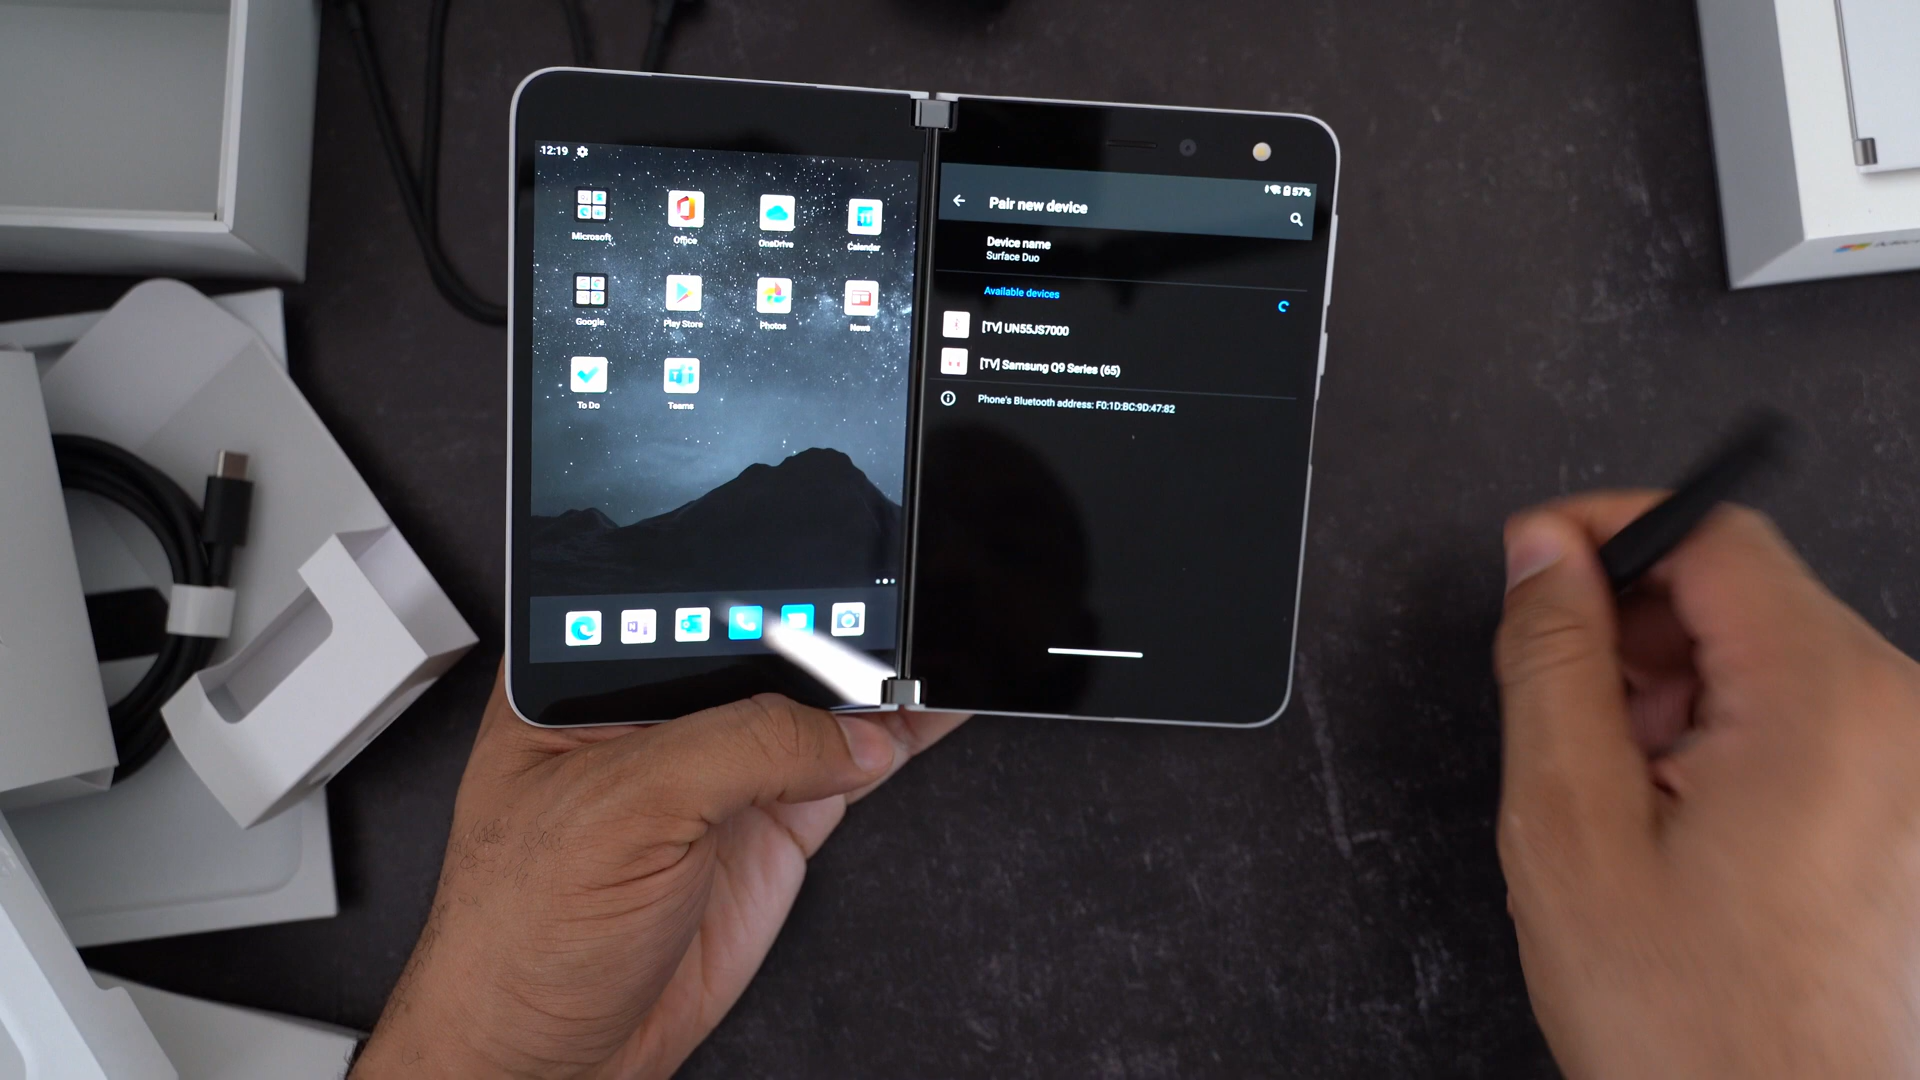 12:19
Microsoft
Office
OneDrive
Calendar
Google
Play Store
Photos
News
To Do
Teams
57%
Pair new device
Device name
Surface Duo
Available devices
[TV] UN55JS7000
[TV] Samsung Q9 Series (65)
Phone's Bluetooth address: F0:1D:BC:9D:47:82